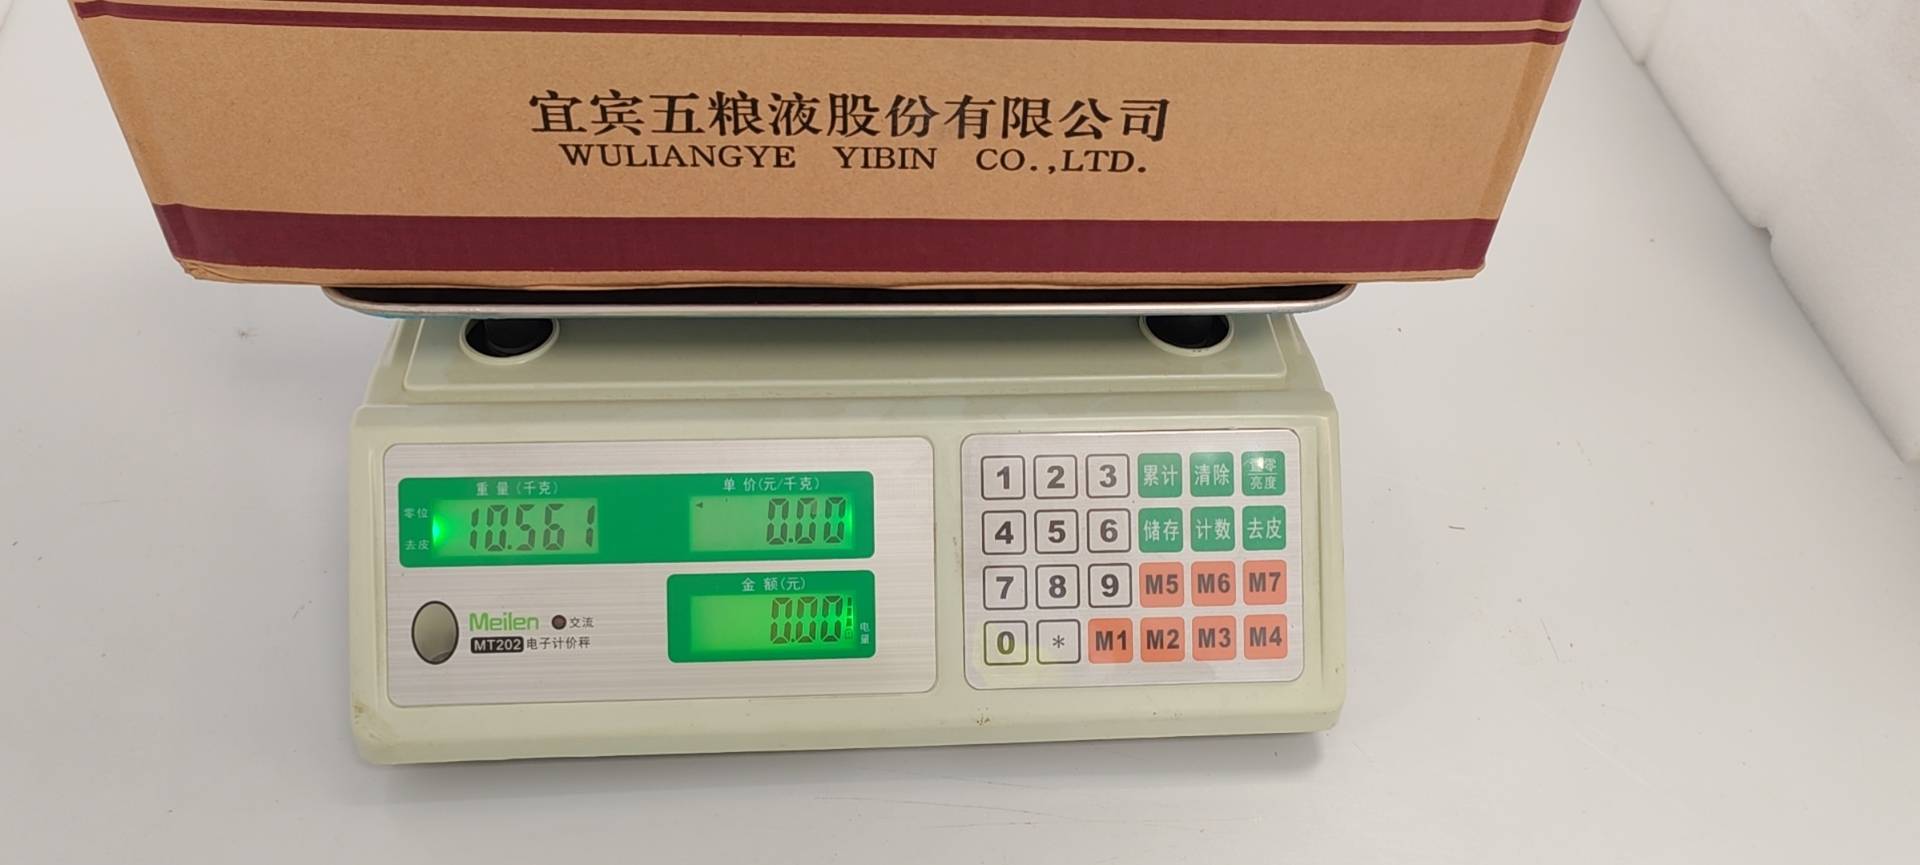 宜宾五粮液股份有限公司
WULIANGYE YIBIN CO.,LTD.
重量(千克) 单价(元/千克)
零位
去皮
10.561 0.00
金额(元)
0.00
电量
Meilen 交流
MT202 电子计价秤
1 2 3 累计 清除 置零 亮度
4 5 6 储存 计数 去皮
7 8 9 M5 M6 M7
0 * M1 M2 M3 M4